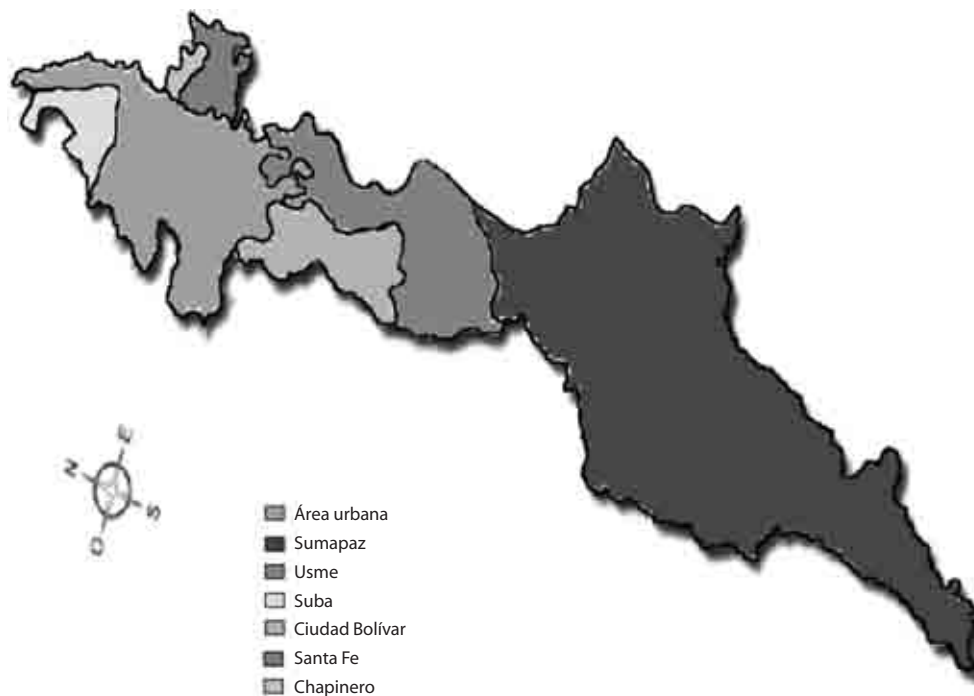 E
N
S
O
Área urbana
Sumapaz
Usme
Suba
Ciudad Bolívar
Santa Fe
Chapinero